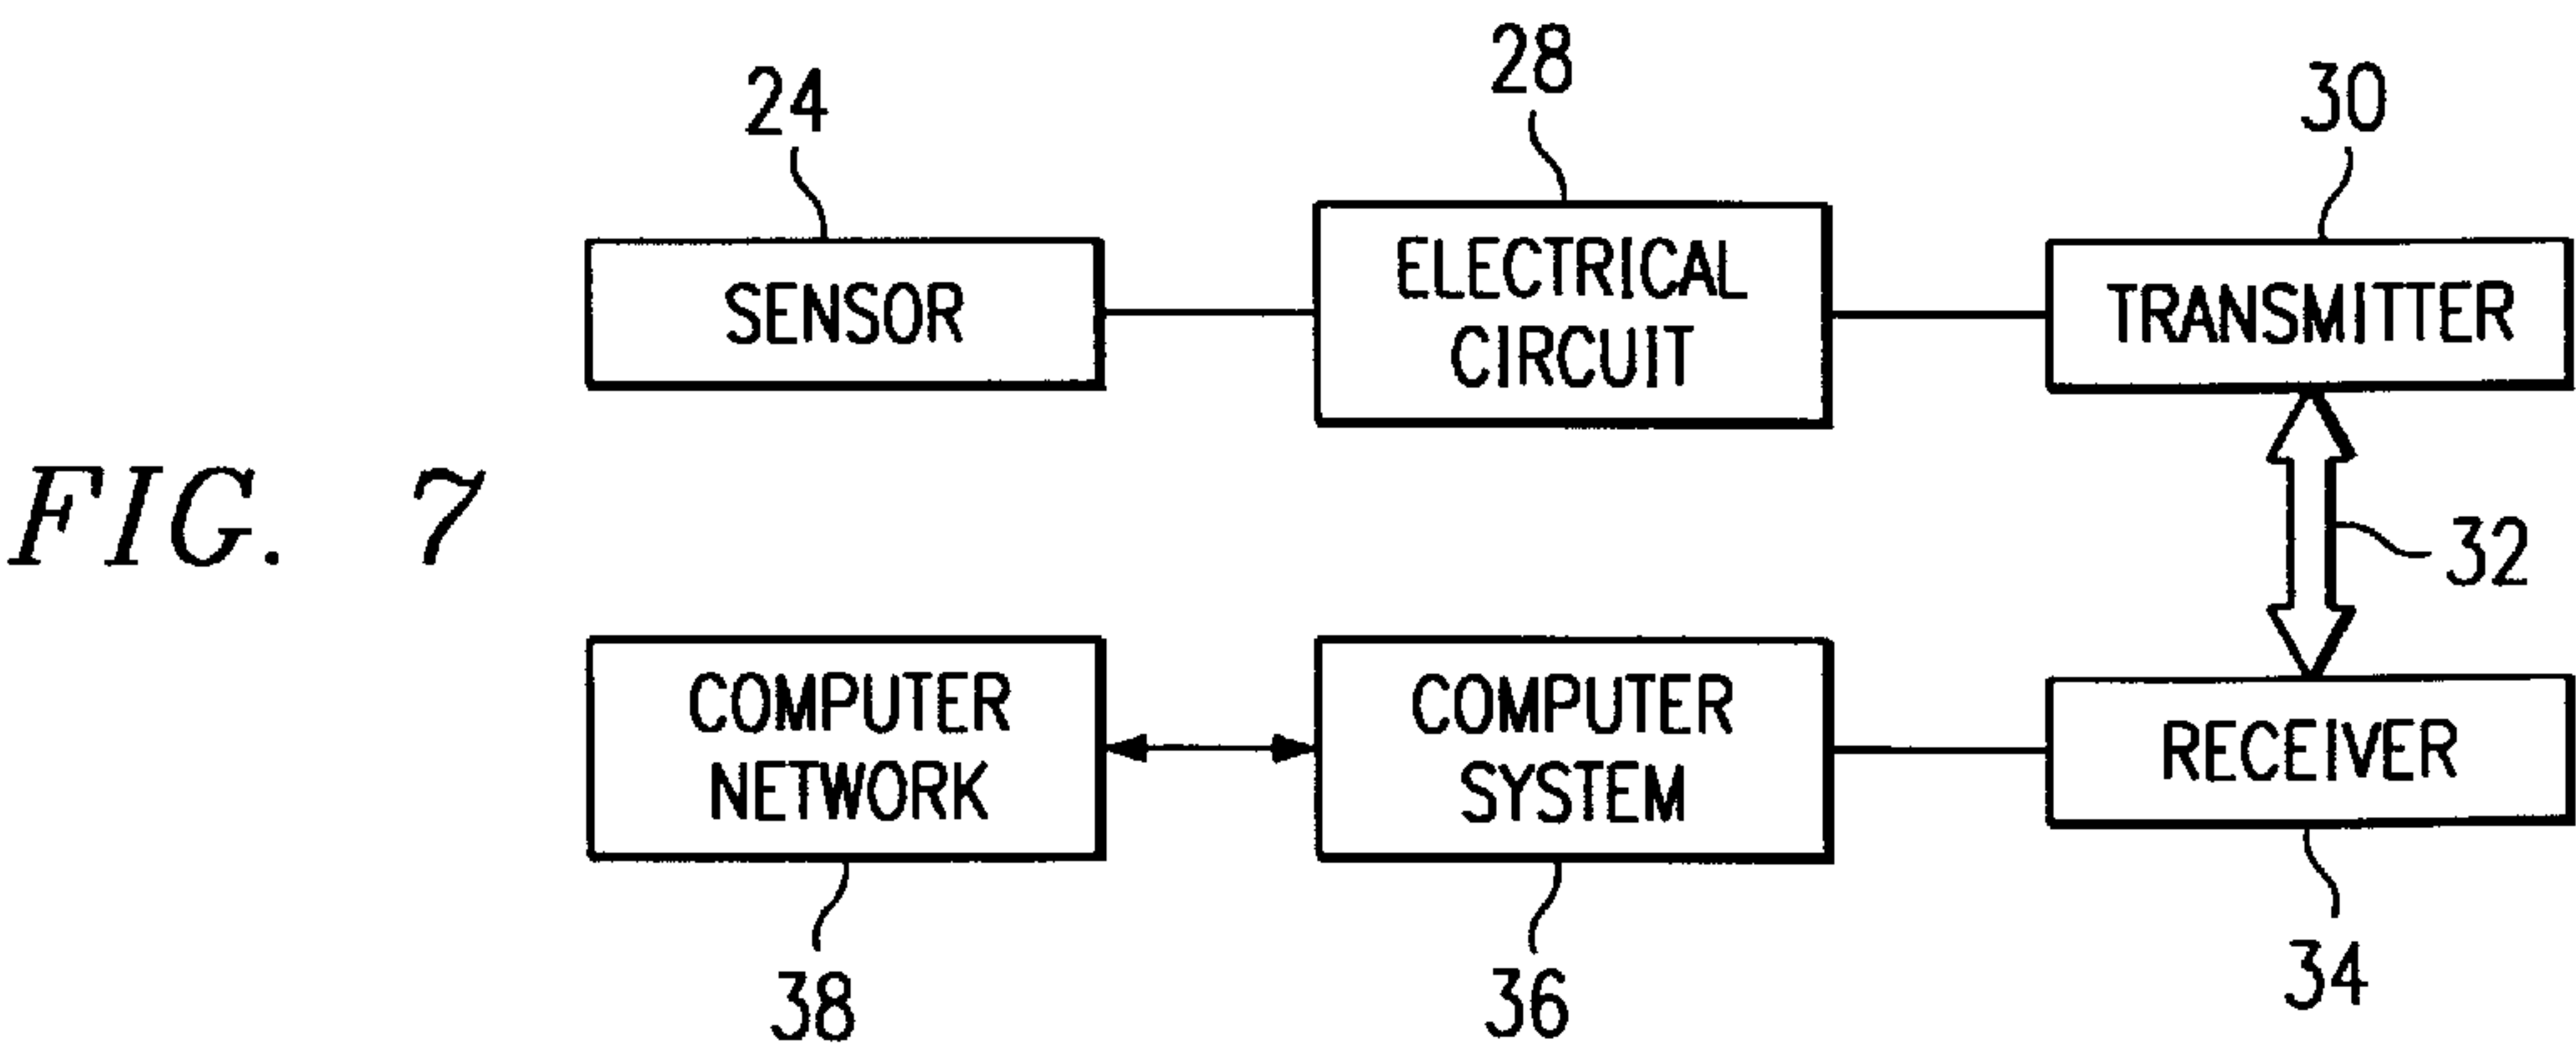 24
28
30
SENSOR
ELECTRICAL
CIRCUIT
TRANSMITTER
FIG. 7
32
COMPUTER
NETWORK
COMPUTER
SYSTEM
RECEIVER
38
36
34